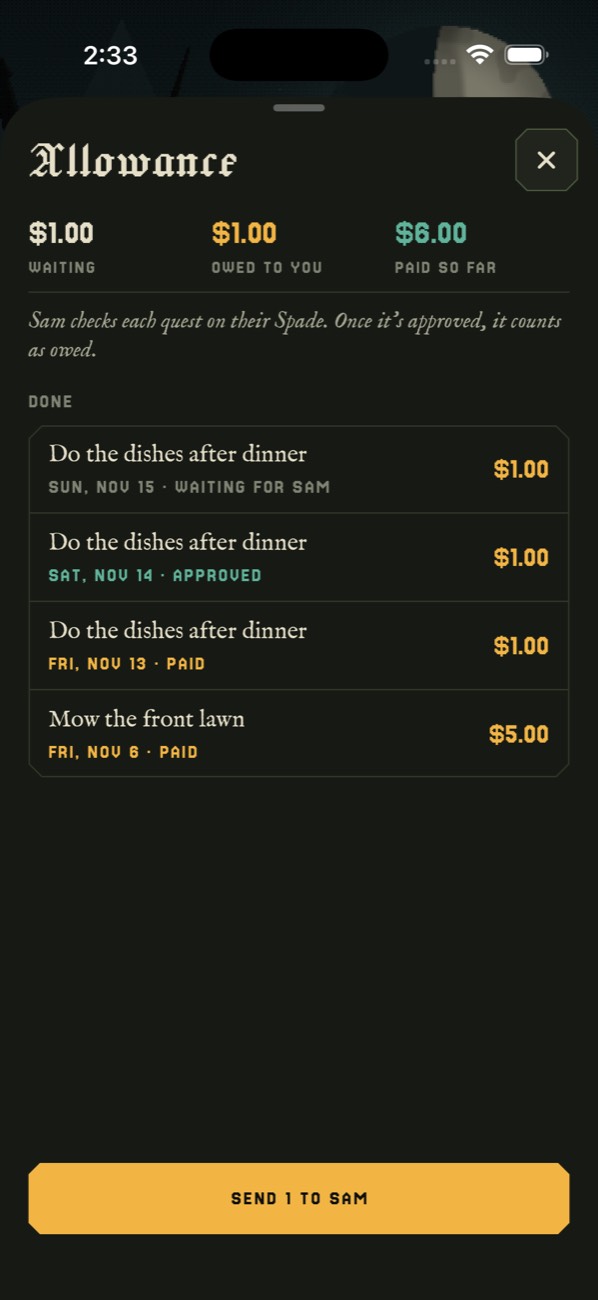 2:33
Allowance
$1.00
WAITING
$1.00
OWED TO YOU
$6.00
PAID SO FAR
Sam checks each quest on their Spade. Once it's approved, it counts
as owed.
DONE
Do the dishes after dinner
SUN, NOV 15 · WAITING FOR SAM
$1.00
Do the dishes after dinner
SAT, NOV 14 · APPROVED
$1.00
Do the dishes after dinner
FRI, NOV 13 · PAID
$1.00
Mow the front lawn
FRI, NOV 6 · PAID
$5.00
SEND 1 TO SAM